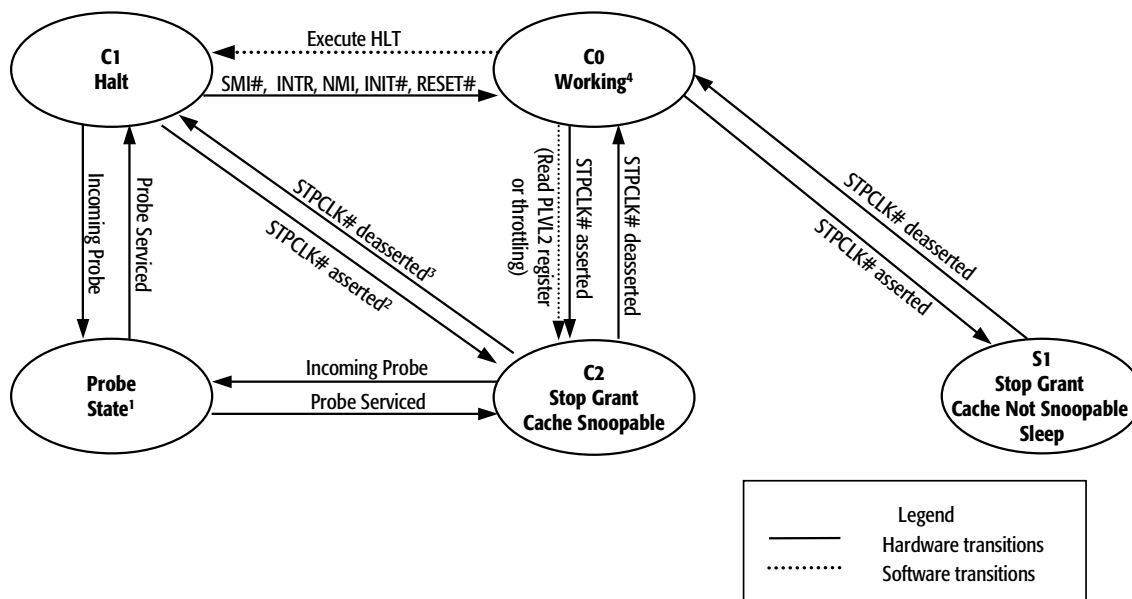 C1
Halt
Execute HLT
SMI#, INTR, NMI, INIT#, RESET#
C0
Working⁴
Incoming Probe
Probe Serviced
STPCLK# deasserted³
STPCLK# asserted²
(Read PLVL2 register
or throttling)
STPCLK# asserted
STPCLK# deasserted
STPCLK# deasserted
STPCLK# asserted
Probe
State¹
Incoming Probe
Probe Serviced
C2
Stop Grant
Cache Snoopable
S1
Stop Grant
Cache Not Snoopable
Sleep
Legend
Hardware transitions
Software transitions